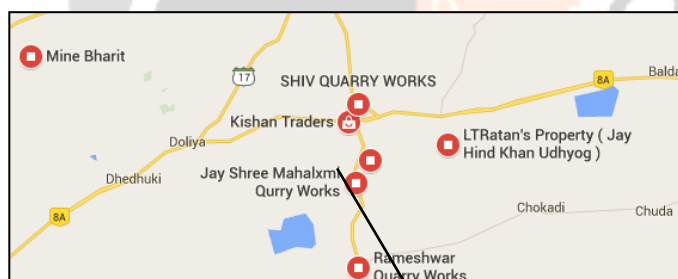 Mine Bharit
17
SHIV QUARRY WORKS
8A
Balda
Kishan Traders
LTRatan's Property ( Jay
Hind Khan Udhyog )
Doliya
Dhedhuki
Jay Shree Mahalxmi
Qurry Works
Chokadi
Chuda
8A
Rameshwar
Quarry Works